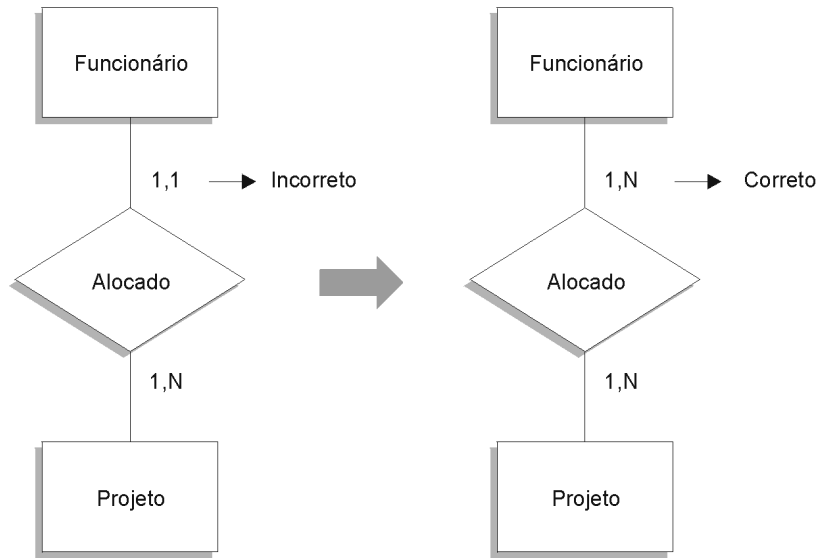 Funcionário
1,1
Incorreto
Alocado
1,N
Projeto
Funcionário
1,N
Correto
Alocado
1,N
Projeto